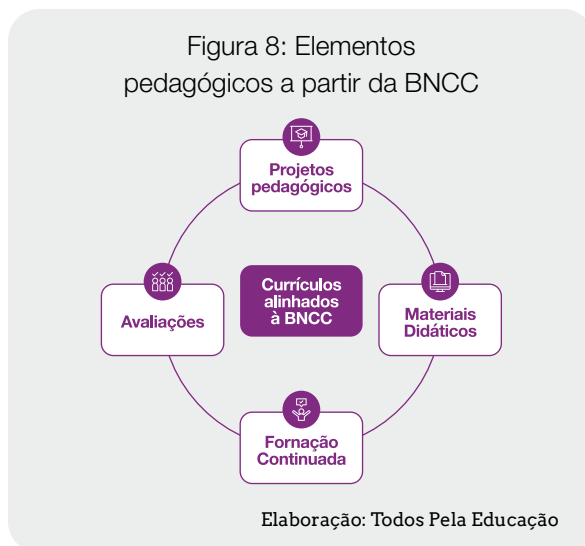 Figura 8: Elementos
pedagógicos a partir da BNCC
Projetos
pedagógicos
Avaliações
Currículos
alinhados
à BNCC
Materiais
Didáticos
Fornação
Continuada
Elaboração: Todos Pela Educação